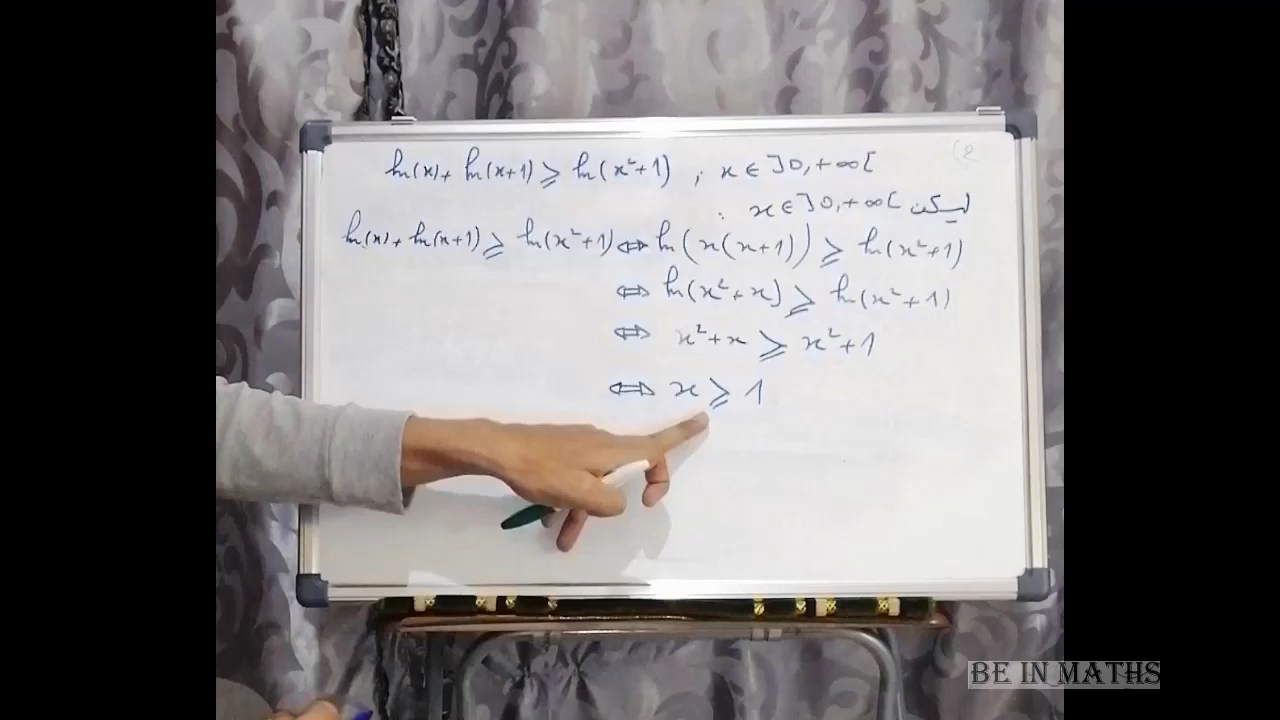 ln(x) + ln(x+1) ⩾ ln(x²+1) ; x ∈ ]0,+∞[ (2
ليكن x ∈ ]0,+∞[ :
ln(x) + ln(x+1) ⩾ ln(x²+1) ⇔ ln(x(x+1)) ⩾ ln(x²+1)
⇔ ln(x²+x) ⩾ ln(x²+1)
⇔ x²+x ⩾ x²+1
⇔ x ⩾ 1
BE IN MATHS